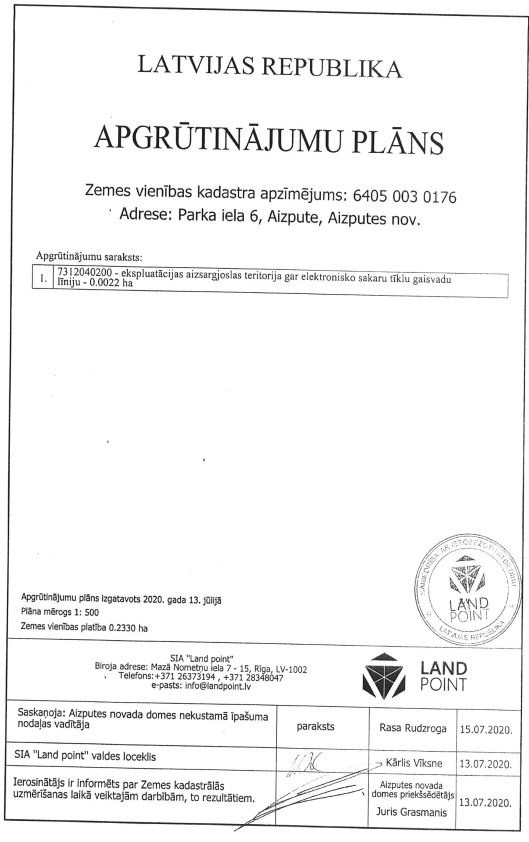 LATVIJAS REPUBLIKA
APGRŪTINĀJUMU PLĀNS
Zemes vienības kadastra apzīmējums: 6405 003 0176
Adrese: Parka iela 6, Aizpute, Aizputes nov.
Apgrūtinājumu saraksts:
1. 7312040200 - ekspluatācijas aizsargjoslas teritorija gar elektronisko sakaru tīklu gaisvadu
līniju - 0.0022 ha
SABIEDRĪBA AR IEROBEŽOTU ATBILDĪBU
LAND
POINT
LATVIJAS REPUBLIKA
Apgrūtinājumu plāns izgatavots 2020. gada 13. jūlijā
Plāna mērogs 1: 500
Zemes vienības platība 0.2330 ha
SIA "Land point"
Biroja adrese: Mazā Nometņu iela 7 - 15, Rīga, LV-1002
Telefons:+371 26373194 , +371 28348047
e-pasts: info@landpoint.lv
LAND
POINT
Saskaņoja: Aizputes novada domes nekustamā īpašuma
nodaļas vadītāja
paraksts
Rasa Rudzroga
15.07.2020.
SIA "Land point" valdes loceklis
Kārlis Vīksne
13.07.2020.
Ierosinātājs ir informēts par Zemes kadastrālās
uzmērīšanas laikā veiktajām darbībām, to rezultātiem.
Aizputes novada
domes priekšsēdētājs
Juris Grasmanis
13.07.2020.